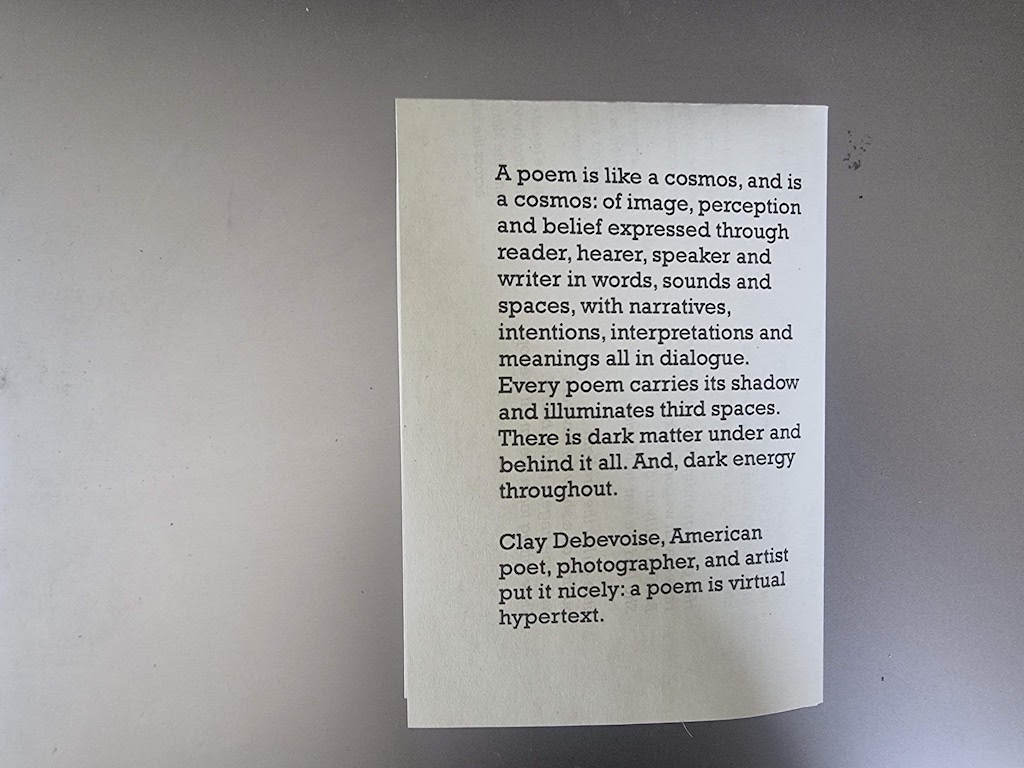 A poem is like a cosmos, and is
a cosmos: of image, perception
and belief expressed through
reader, hearer, speaker and
writer in words, sounds and
spaces, with narratives,
intentions, interpretations and
meanings all in dialogue.
Every poem carries its shadow
and illuminates third spaces.
There is dark matter under and
behind it all. And, dark energy
throughout.
Clay Debevoise, American
poet, photographer, and artist
put it nicely: a poem is virtual
hypertext.